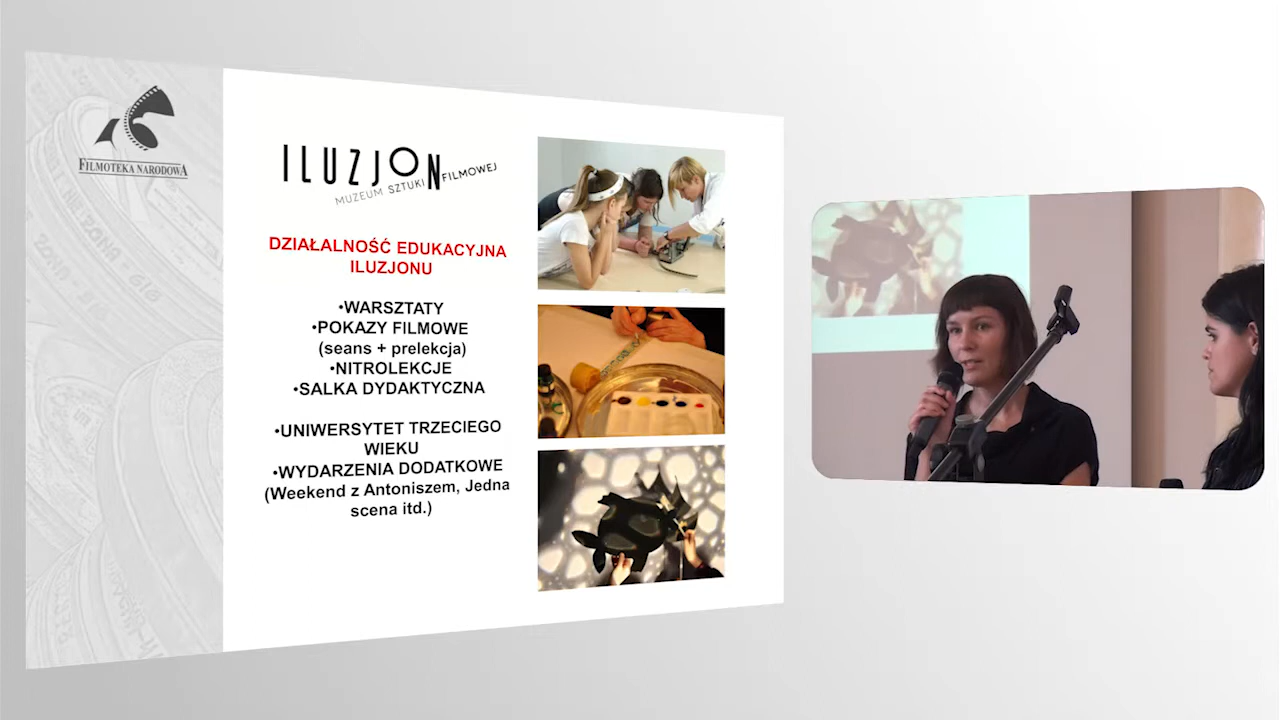 FILMOTEKA NARODOWA
ILUZJON
MUZEUM SZTUKI FILMOWEJ
DZIAŁALNOŚĆ EDUKACYJNA
ILUZJONU
•WARSZTATY
•POKAZY FILMOWE
(seans + prelekcja)
•NITROLEKCJE
•SALKA DYDAKTYCZNA
•UNIWERSYTET TRZECIEGO
WIEKU
•WYDARZENIA DODATKOWE
(Weekend z Antoniszem, Jedna
scena itd.)